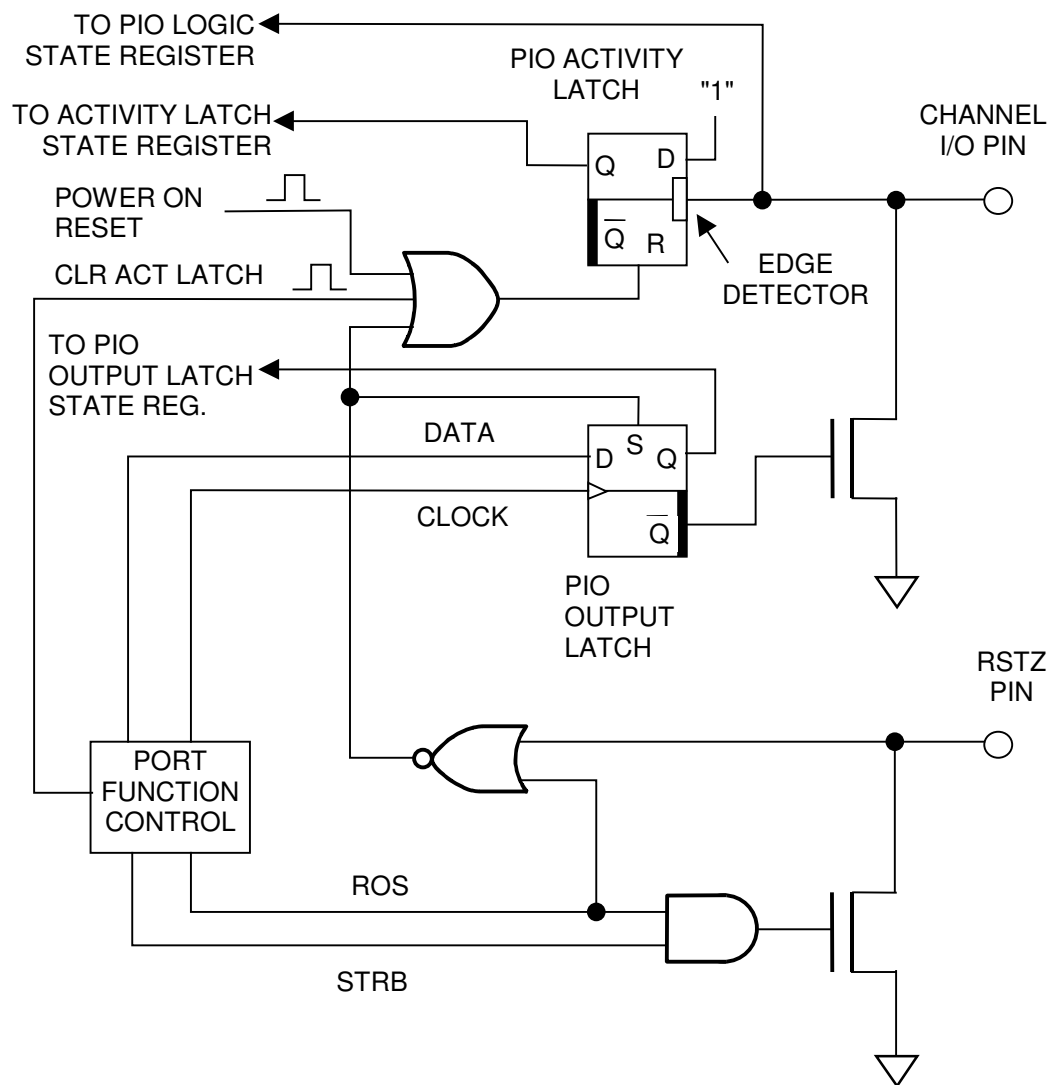 TO PIO LOGIC
STATE REGISTER
PIO ACTIVITY
LATCH
"1"
TO ACTIVITY LATCH
STATE REGISTER
CHANNEL
I/O PIN
Q
D
POWER ON
RESET
Q
R
EDGE
DETECTOR
CLR ACT LATCH
TO PIO
OUTPUT LATCH
STATE REG.
DATA
S
D
Q
CLOCK
Q
PIO
OUTPUT
LATCH
RSTZ
PIN
PORT
FUNCTION
CONTROL
ROS
STRB